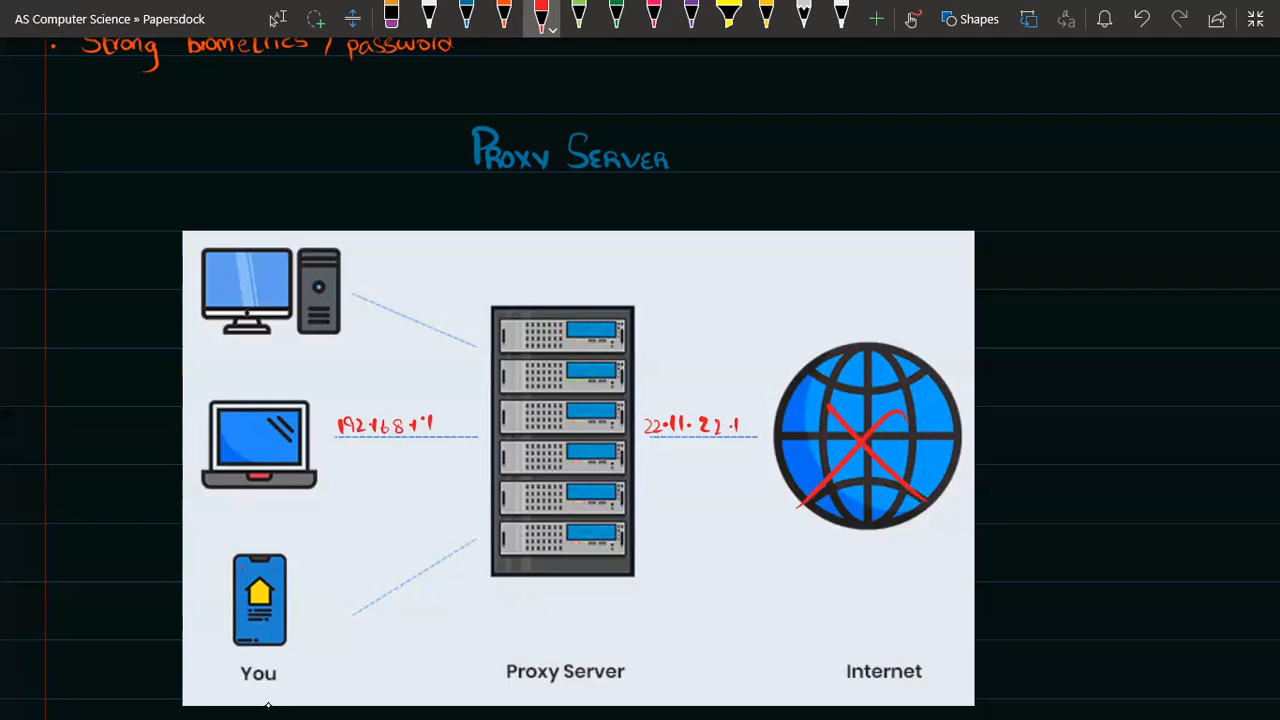 AS Computer Science » Papersdock
Shapes
• Strong biometrics / password
PROXY SERVER
192.168.1.1
22.11.22.1
You
Proxy Server
Internet